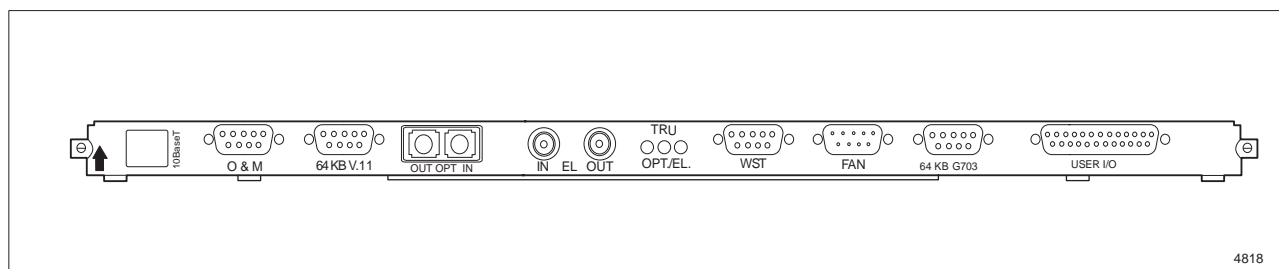 10BaseT
O & M
64 KB V.11
OUT OPT IN
IN EL OUT
TRU
OPT./EL.
WST
FAN
64 KB G703
USER I/O
4818